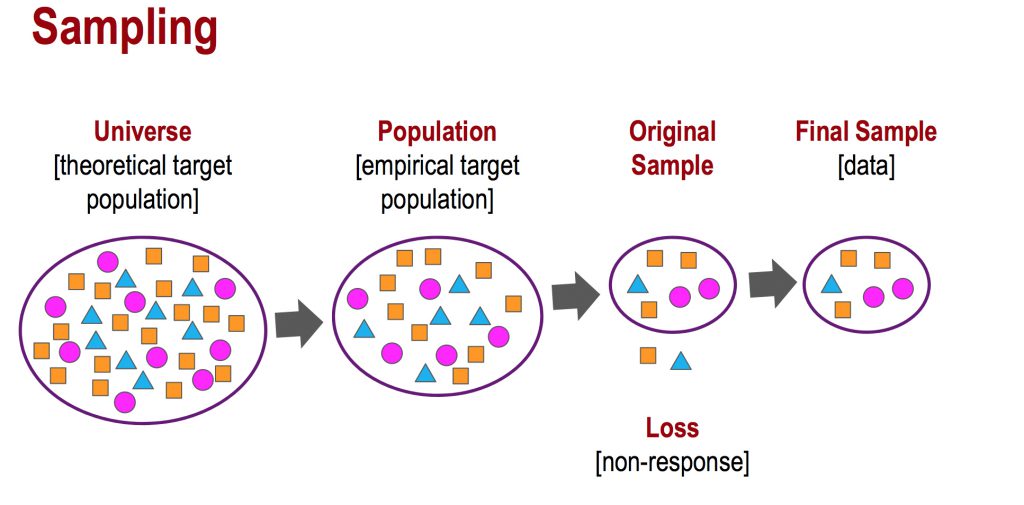 Sampling
Universe
[theoretical target
population]
Population
[empirical target
population]
Original
Sample
Final Sample
[data]
Loss
[non-response]